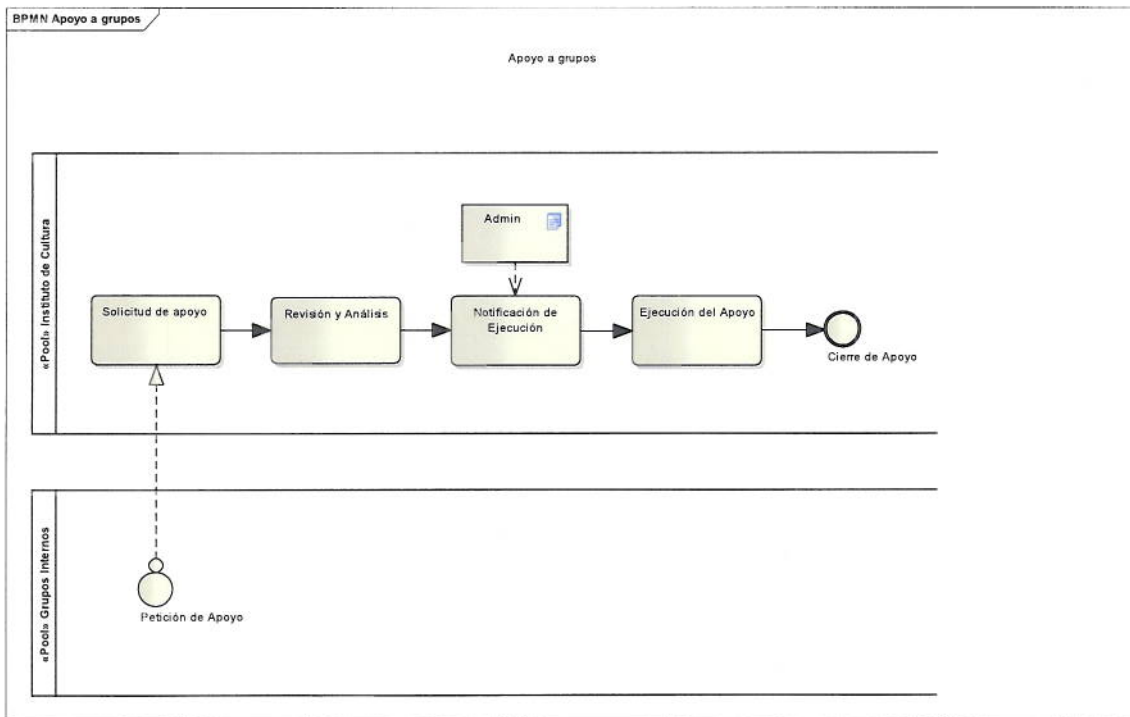 BPMN Apoyo a grupos
Apoyo a grupos
«Pool» Instituto de Cultura
Admin
Solicitud de apoyo
Revisión y Análisis
Notificación de
Ejecución
Ejecución del Apoyo
Cierre de Apoyo
«Pool» Grupos Internos
Petición de Apoyo